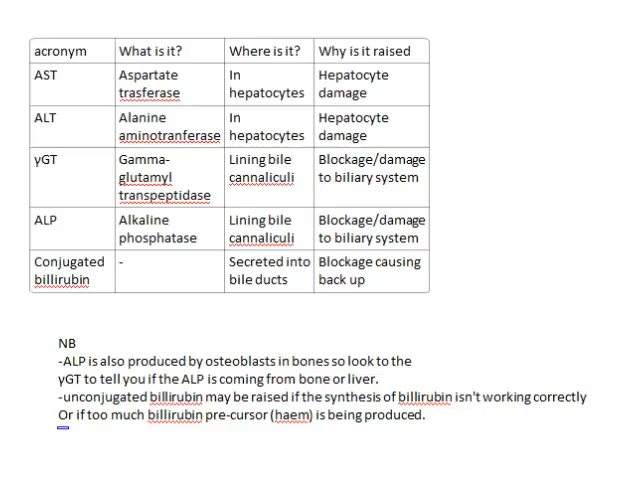 acronym What is it? Where is it? Why is it raised
AST Aspartate In Hepatocyte
trasferase hepatocytes damage
ALT Alanine In Hepatocyte
aminotranferase hepatocytes damage
γGT Gamma- Lining bile Blockage/damage
glutamyl cannaliculi to biliary system
transpeptidase
ALP Alkaline Lining bile Blockage/damage
phosphatase cannaliculi to biliary system
Conjugated - Secreted into Blockage causing
billirubin bile ducts back up
NB
-ALP is also produced by osteoblasts in bones so look to the
γGT to tell you if the ALP is coming from bone or liver.
-unconjugated billirubin may be raised if the synthesis of billirubin isn't working correctly
Or if too much billirubin pre-cursor (haem) is being produced.